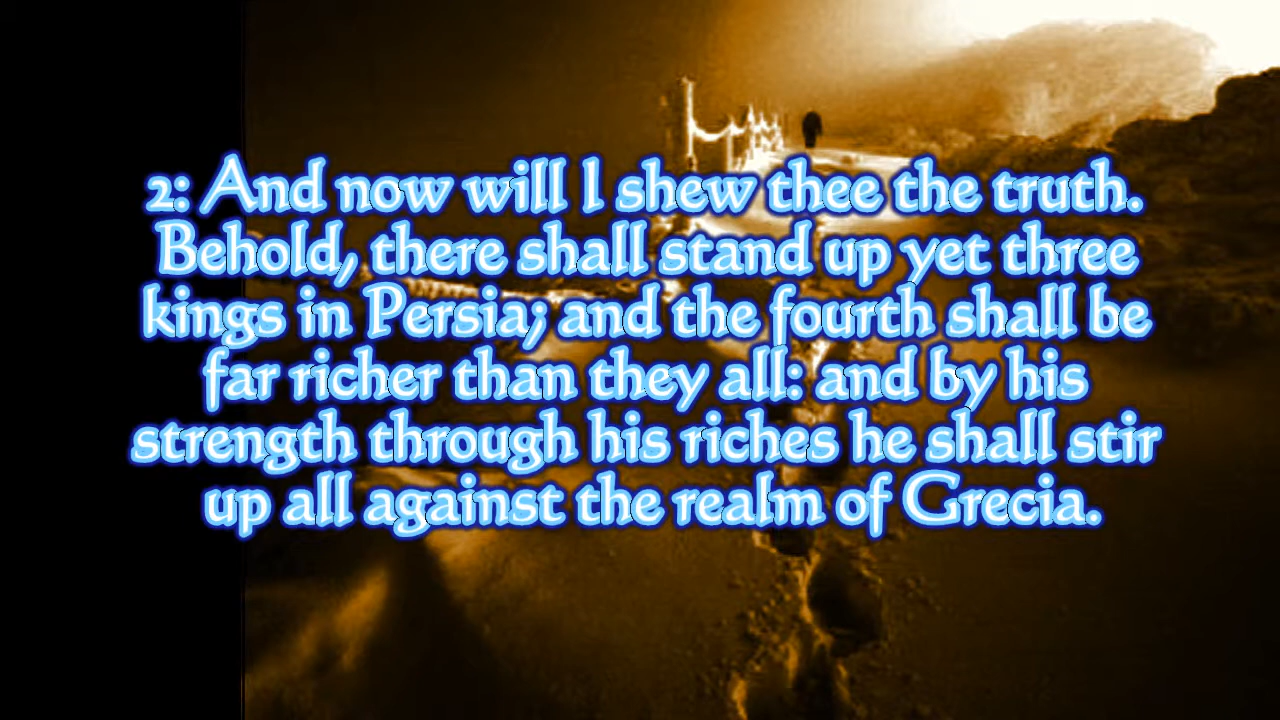 2: And now will I shew thee the truth.
Behold, there shall stand up yet three
kings in Persia; and the fourth shall be
far richer than they all: and by his
strength through his riches he shall stir
up all against the realm of Grecia.